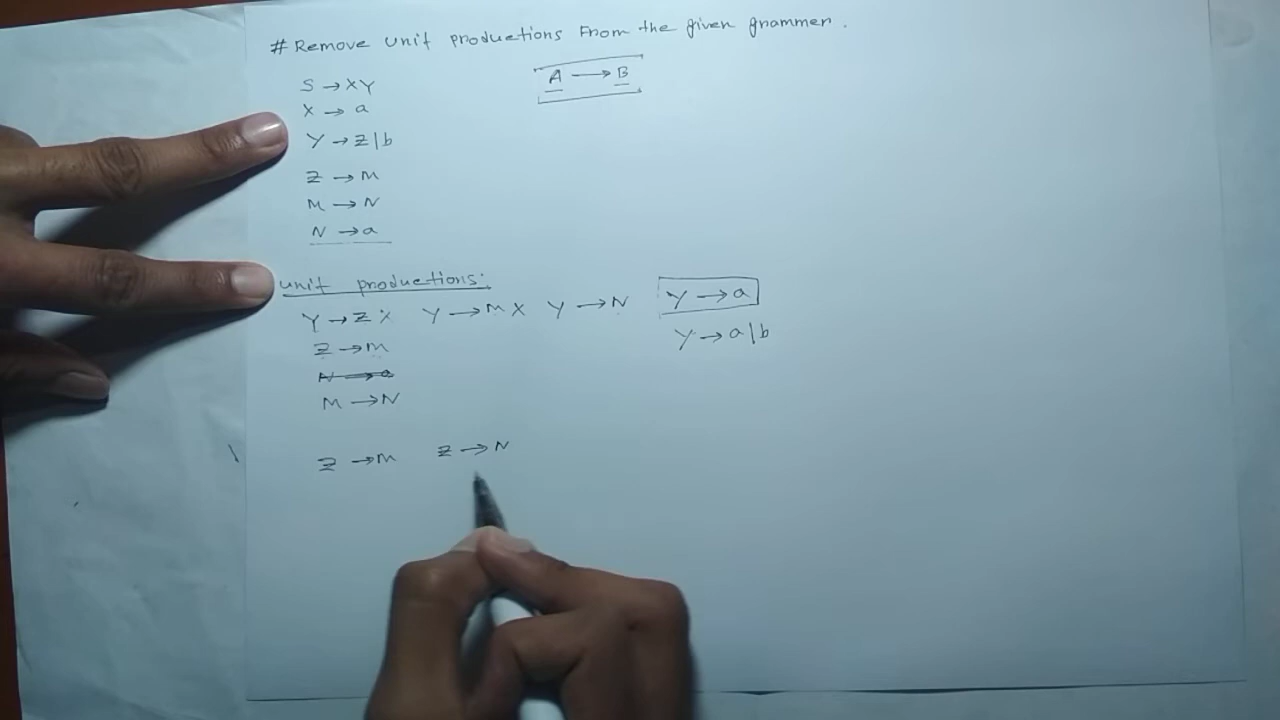 # Remove unit productions From the given grammer.
S → XY
A → B
X → a
Y → Z | b
Z → M
M → N
N → a
unit productions:
Y → Z X Y → M X Y → N Y → a
Y → a | b
Z → M
N → a
M → N
Z → M Z → N